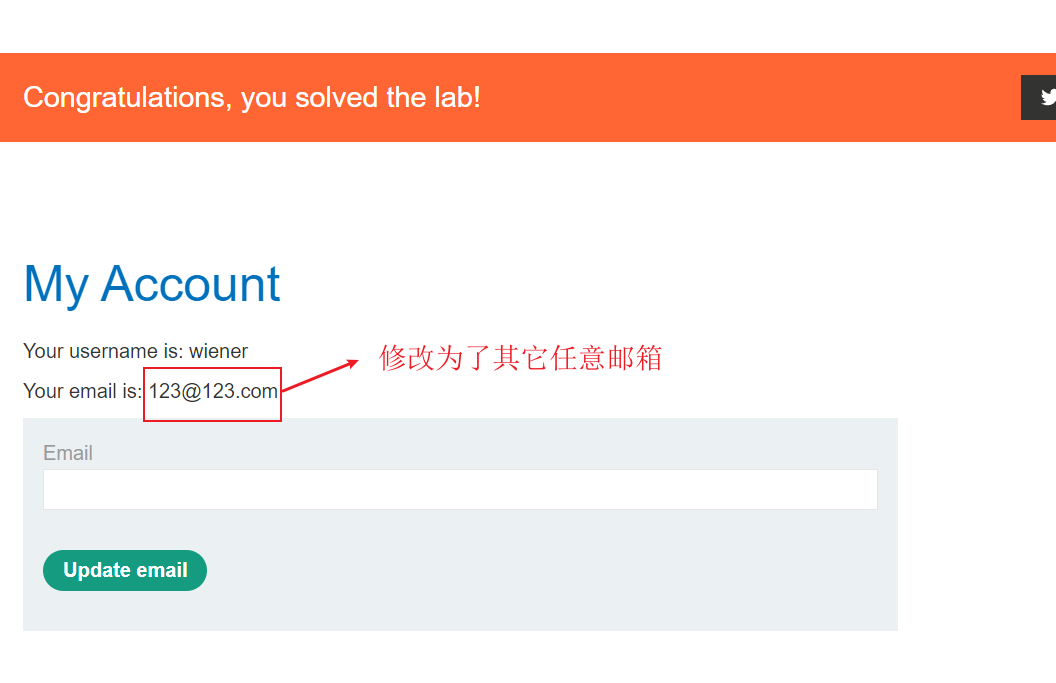 Congratulations, you solved the lab!
My Account
Your username is: wiener
修改为了其它任意邮箱
Your email is: 123@123.com
Email
Update email